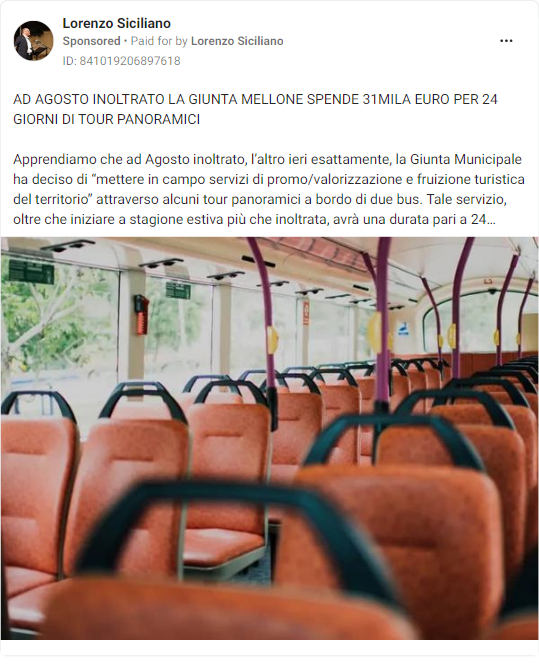 Lorenzo Siciliano
Sponsored • Paid for by Lorenzo Siciliano
ID: 841019206897618
AD AGOSTO INOLTRATO LA GIUNTA MELLONE SPENDE 31MILA EURO PER 24
GIORNI DI TOUR PANORAMICI
Apprendiamo che ad Agosto inoltrato, l'altro ieri esattamente, la Giunta Municipale
ha deciso di "mettere in campo servizi di promo/valorizzazione e fruizione turistica
del territorio" attraverso alcuni tour panoramici a bordo di due bus. Tale servizio,
oltre che iniziare a stagione estiva più che inoltrata, avrà una durata pari a 24...